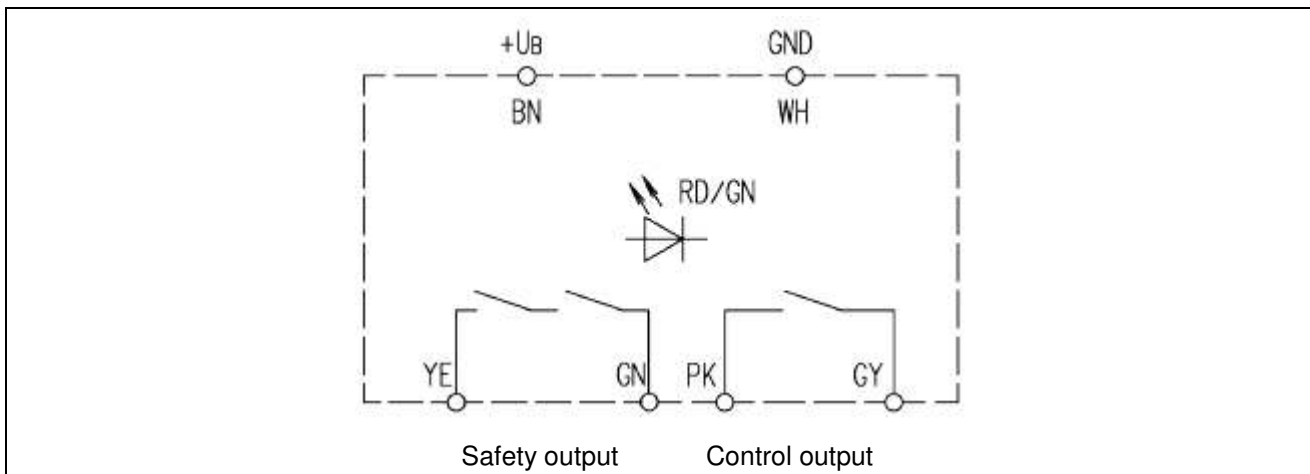 +UB GND
BN WH
RD/GN
YE GN PK GY
Safety output Control output